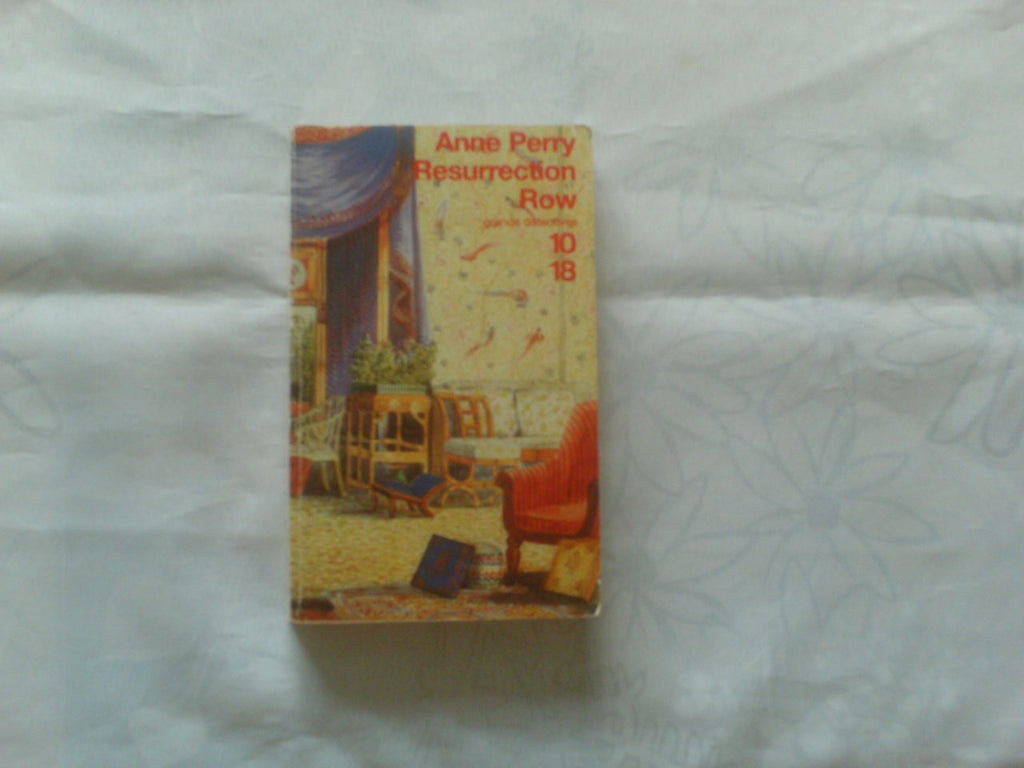 Anne Perry
Resurrection
Row
grands détectives
10
18